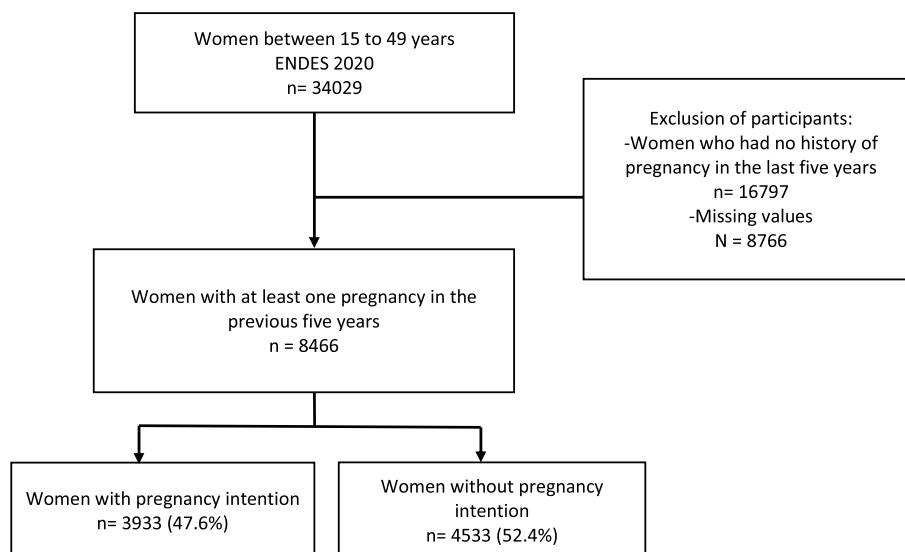 Women between 15 to 49 years
ENDES 2020
n= 34029
Exclusion of participants:
-Women who had no history of
pregnancy in the last five years
n= 16797
-Missing values
N = 8766
Women with at least one pregnancy in the
previous five years
n = 8466
Women with pregnancy intention
n= 3933 (47.6%)
Women without pregnancy
intention
n= 4533 (52.4%)